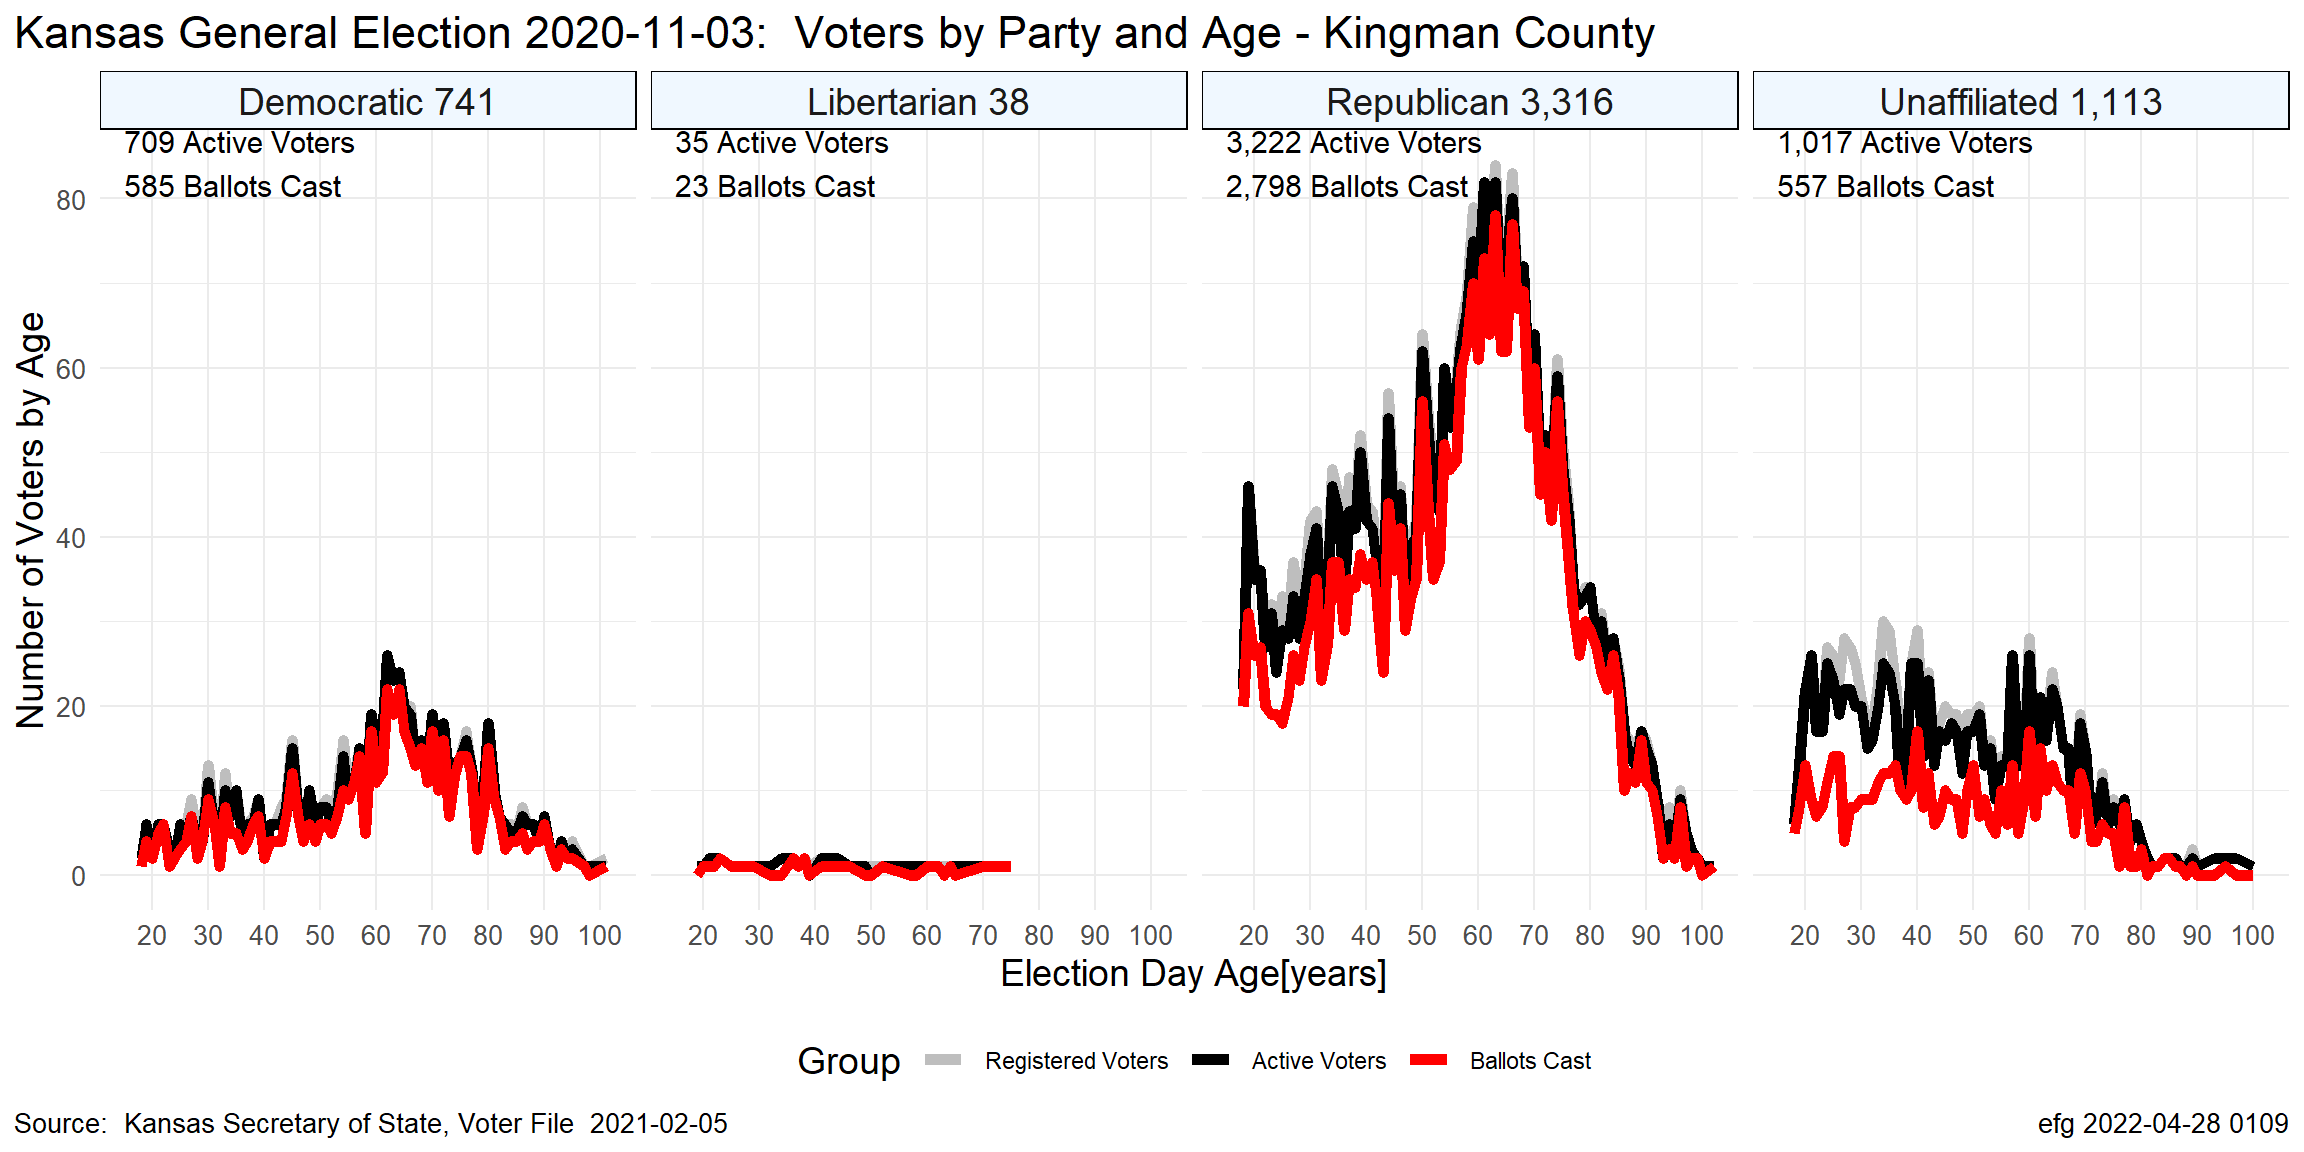 Kansas General Election 2020-11-03:  Voters by Party and Age - Kingman County
Democratic 741
Libertarian 38
Republican 3,316
Unaffiliated 1,113
709 Active Voters
585 Ballots Cast
35 Active Voters
23 Ballots Cast
3,222 Active Voters
2,798 Ballots Cast
1,017 Active Voters
557 Ballots Cast
Number of Voters by Age
80
60
40
20
0
20 30 40 50 60 70 80 90 100
20 30 40 50 60 70 80 90 100
20 30 40 50 60 70 80 90 100
20 30 40 50 60 70 80 90 100
Election Day Age[years]
Group Registered Voters Active Voters Ballots Cast
Source:  Kansas Secretary of State, Voter File  2021-02-05
efg 2022-04-28 0109